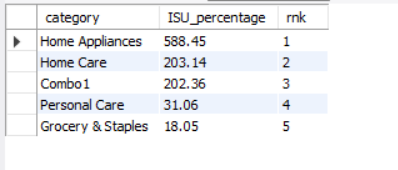 category ISU_percentage rnk
Home Appliances 588.45 1
Home Care 203.14 2
Combo1 202.36 3
Personal Care 31.06 4
Grocery & Staples 18.05 5